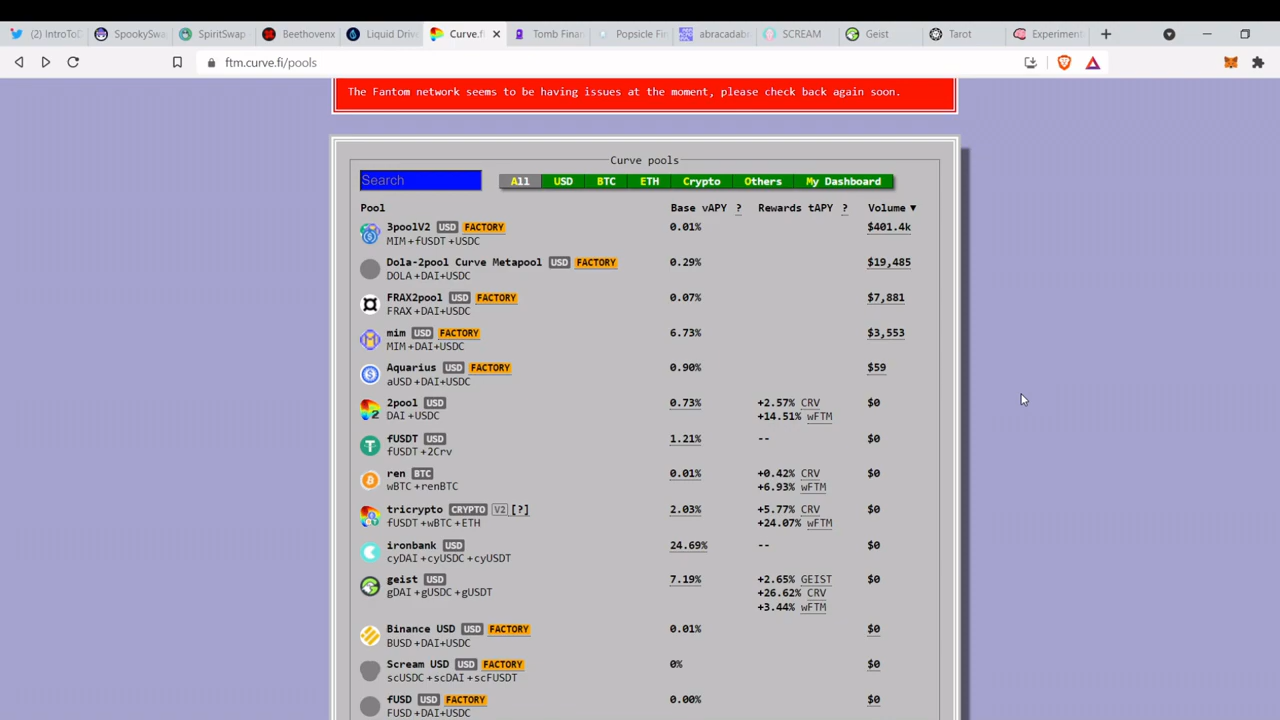 (2) IntroToD
SpookySwa
SpiritSwap
Beethovenx
Liquid Driv
Curve.fi
Tomb Finan
Popsicle Fin
abracadabr
SCREAM
Geist
Tarot
Experiment
ftm.curve.fi/pools
The Fantom network seems to be having issues at the moment, please check back again soon.
Curve pools
Search
All USD BTC ETH Crypto Others My Dashboard
Pool Base vAPY ? Rewards tAPY ? Volume ▼
3poolV2 USD FACTORY 0.01% $401.4k
MIM+fUSDT+USDC
Dola-2pool Curve Metapool USD FACTORY 0.29% $19,485
DOLA+DAI+USDC
FRAX2pool USD FACTORY 0.07% $7,881
FRAX+DAI+USDC
mim USD FACTORY 6.73% $3,553
MIM+DAI+USDC
Aquarius USD FACTORY 0.90% $59
aUSD+DAI+USDC
2pool USD 0.73% +2.57% CRV $0
DAI+USDC +14.51% wFTM
fUSDT USD 1.21% -- $0
fUSDT+2Crv
ren BTC 0.01% +0.42% CRV $0
wBTC+renBTC +6.93% wFTM
tricrypto CRYPTO V2 [?] 2.03% +5.77% CRV $0
fUSDT+wBTC+ETH +24.07% wFTM
ironbank USD 24.69% -- $0
cyDAI+cyUSDC+cyUSDT
geist USD 7.19% +2.65% GEIST $0
gDAI+gUSDC+gUSDT +26.62% CRV
+3.44% wFTM
Binance USD USD FACTORY 0.01% $0
BUSD+DAI+USDC
Scream USD USD FACTORY 0% $0
scUSDC+scDAI+scFUSDT
fUSD USD FACTORY 0.00% $0
FUSD+DAI+USDC